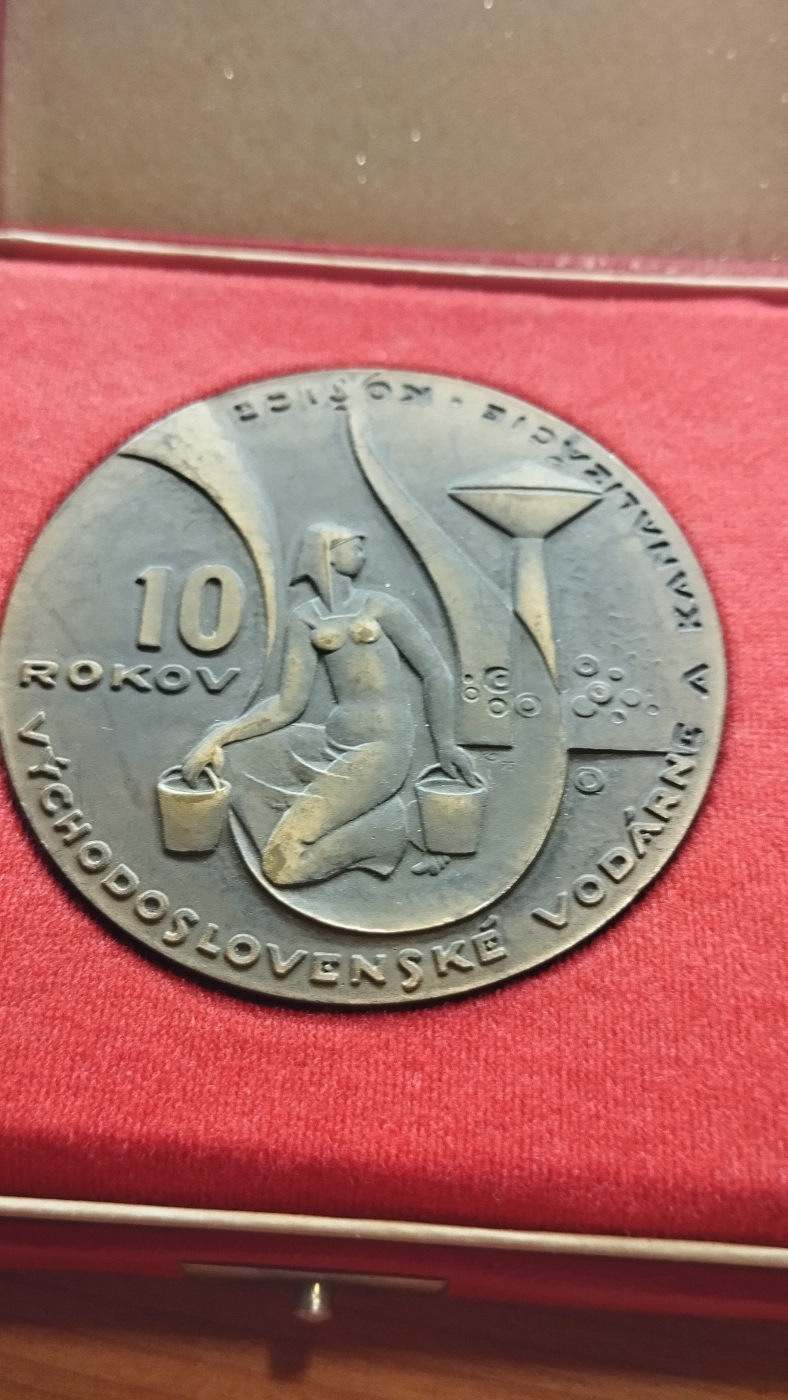 10
ROKOV
VÝCHODOSLOVENSKÉ VODÁRNE A KANALIZÁCIE · KOŠICE